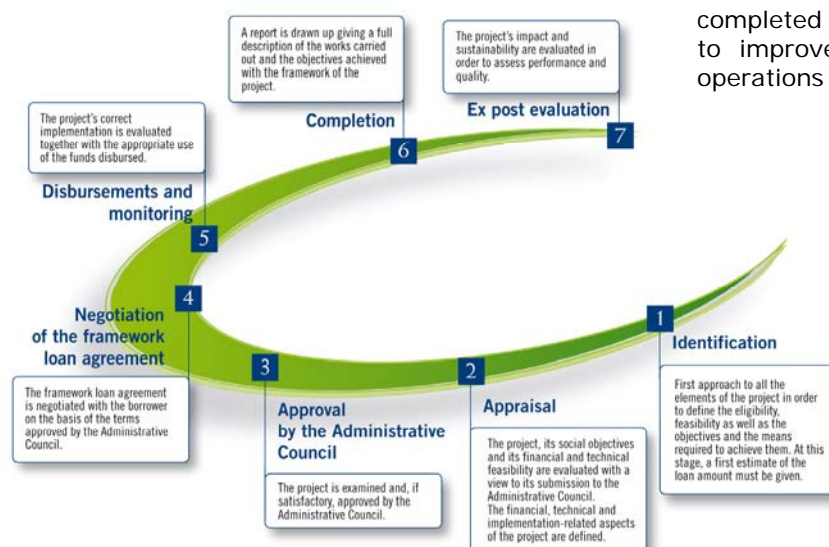 completed
to improve
operations
A report is drawn up giving a full
description of the works carried
out and the objectives achieved
with the framework of the
project.
Completion
6
The project's impact and
sustainability are evaluated in
order to assess performance and
quality.
Ex post evaluation
7
The project's correct
implementation is evaluated
together with the appropriate use
of the funds disbursed.
Disbursements and
monitoring
5
4
Negotiation
of the framework
loan agreement
The framework loan agreement
is negotiated with the borrower
on the basis of the terms
approved by the Administrative
Council.
3
Approval
by the Administrative
Council
The project is examined and, if
satisfactory, approved by the
Administrative Council.
2
Appraisal
The project, its social objectives
and its financial and technical
feasibility are evaluated with a
view to its submission to the
Administrative Council.
The financial, technical and
implementation-related aspects
of the project are defined.
1
Identification
First approach to all the
elements of the project in order
to define the eligibility,
feasibility as well as the
objectives and the means
required to achieve them. At this
stage, a first estimate of the
loan amount must be given.